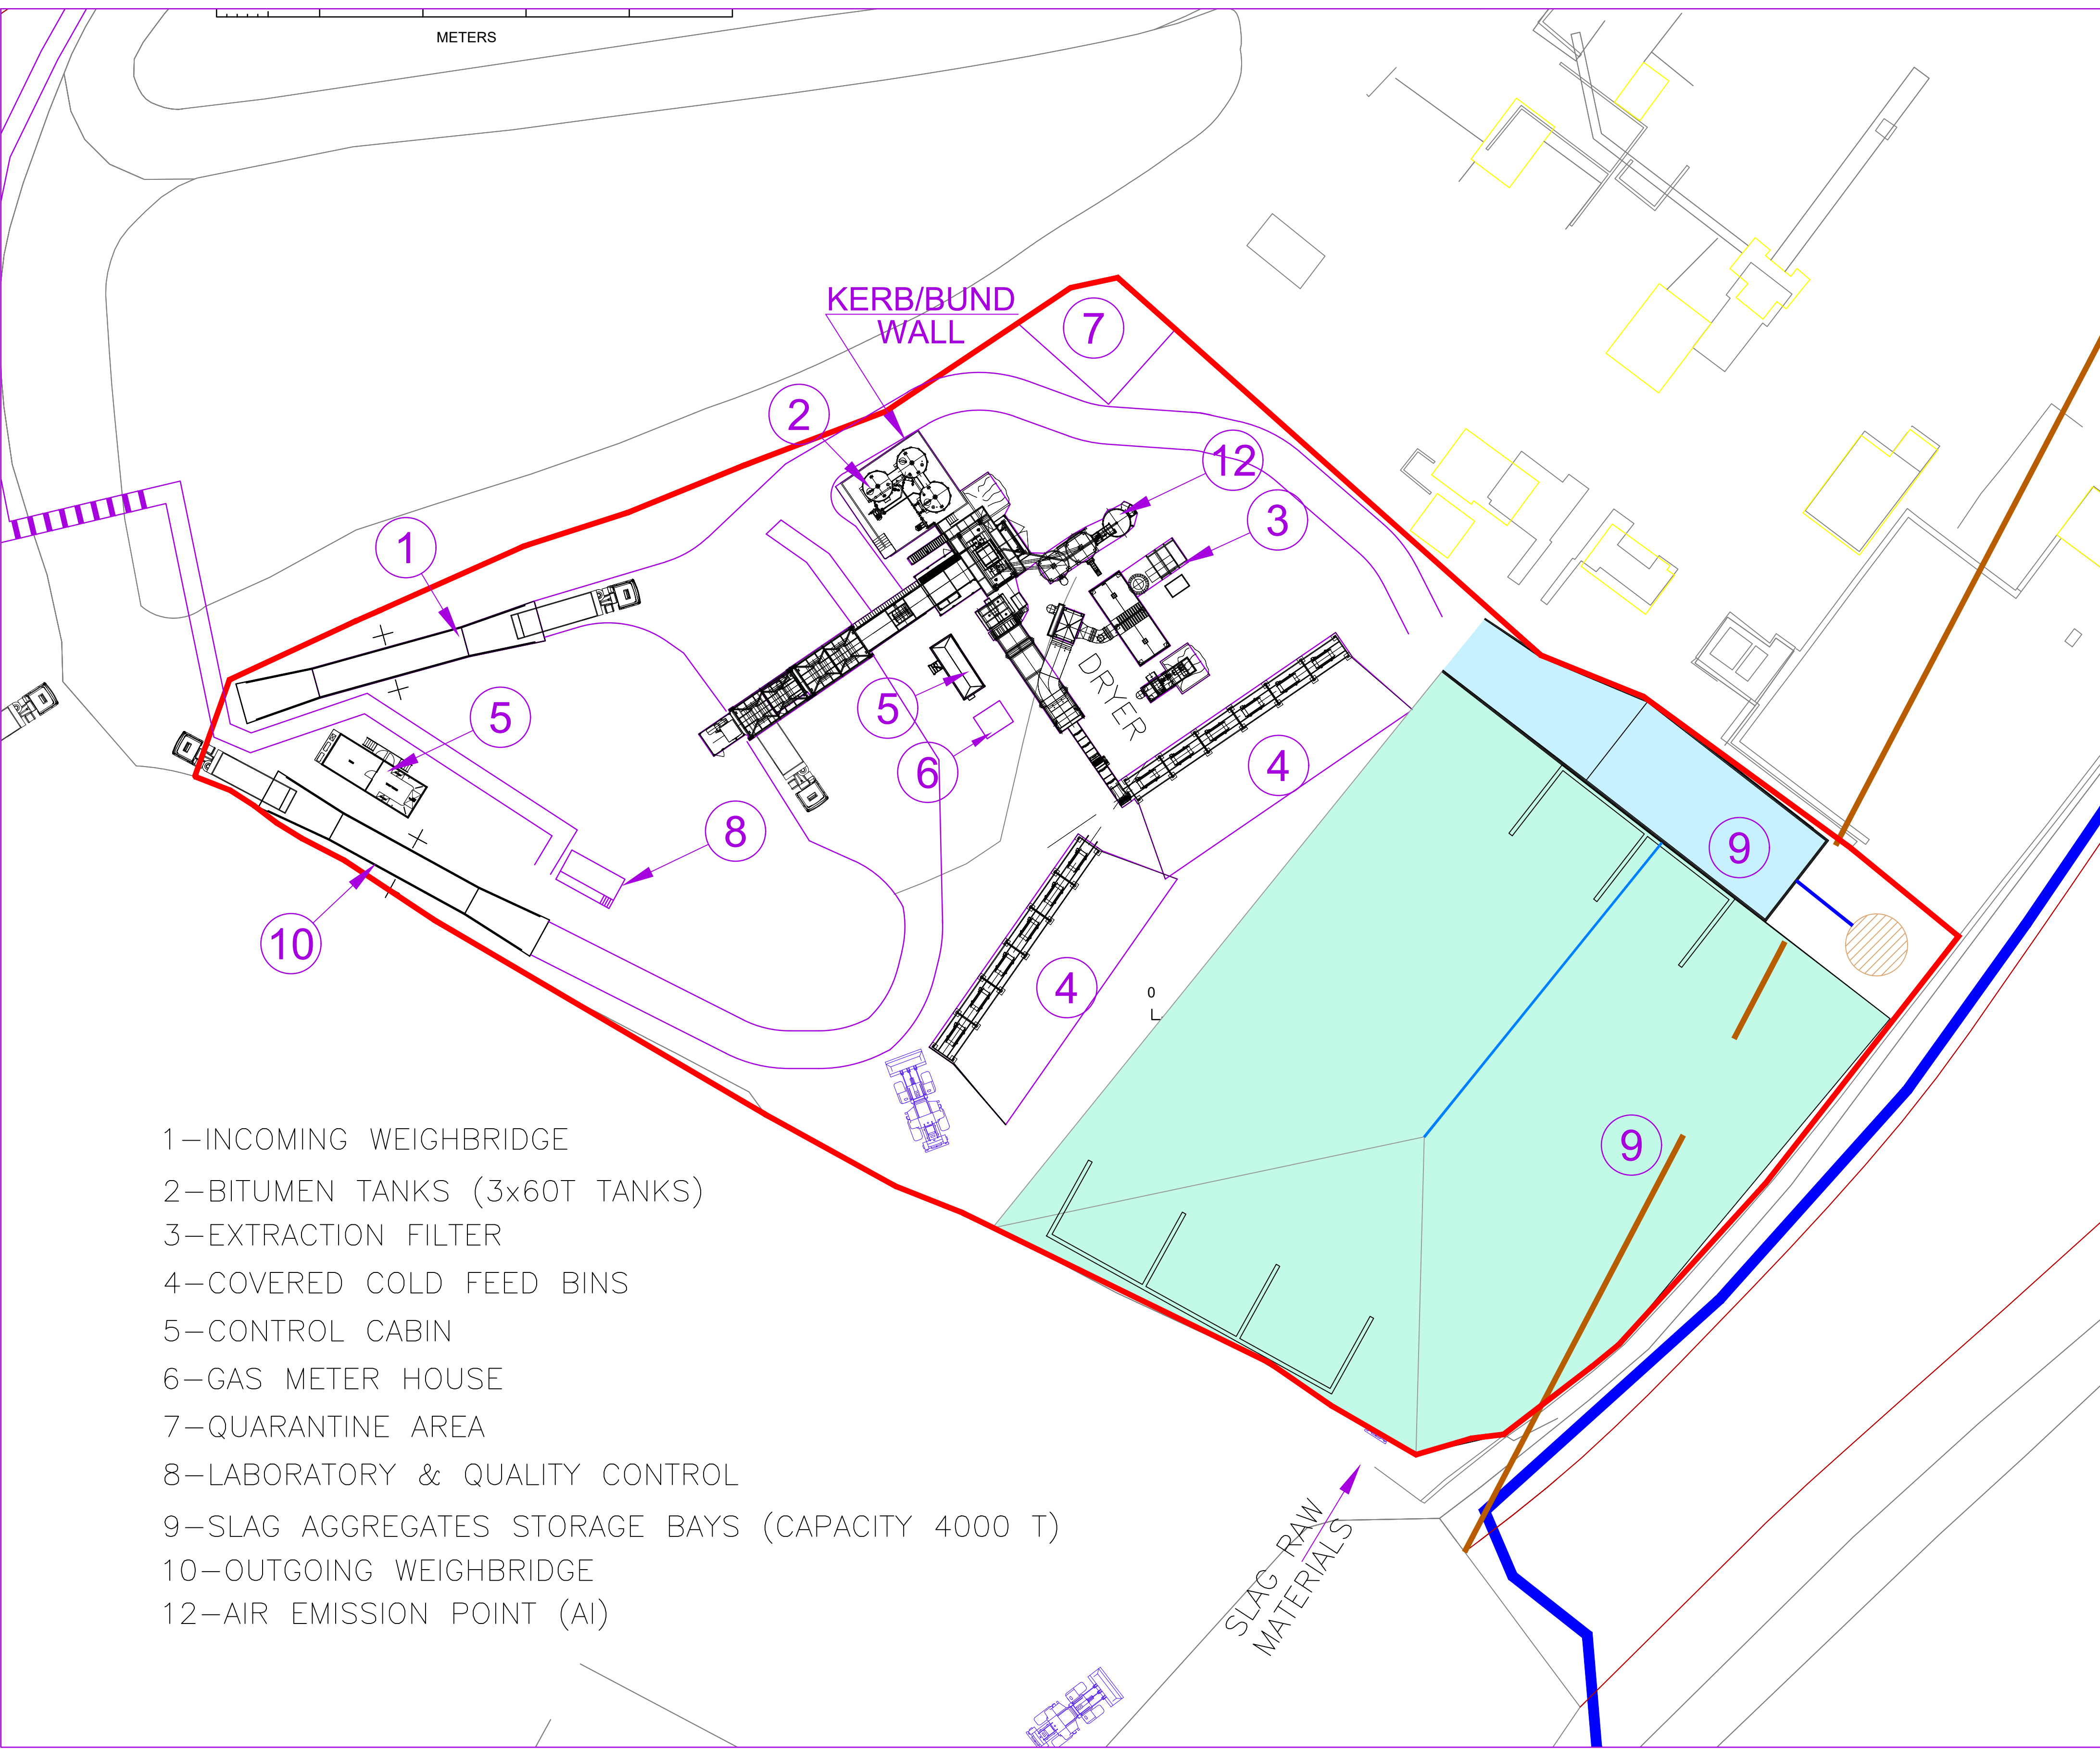 METERS
KERB/BUND
WALL
7
2
12
3
1
5
5
6
4
8
9
10
4
0
9
DRYER
1-INCOMING WEIGHBRIDGE
2-BITUMEN TANKS (3x60T TANKS)
3-EXTRACTION FILTER
4-COVERED COLD FEED BINS
5-CONTROL CABIN
6-GAS METER HOUSE
7-QUARANTINE AREA
8-LABORATORY & QUALITY CONTROL
9-SLAG AGGREGATES STORAGE BAYS (CAPACITY 4000 T)
10-OUTGOING WEIGHBRIDGE
12-AIR EMISSION POINT (AI)
SLAG RAW
MATERIALS